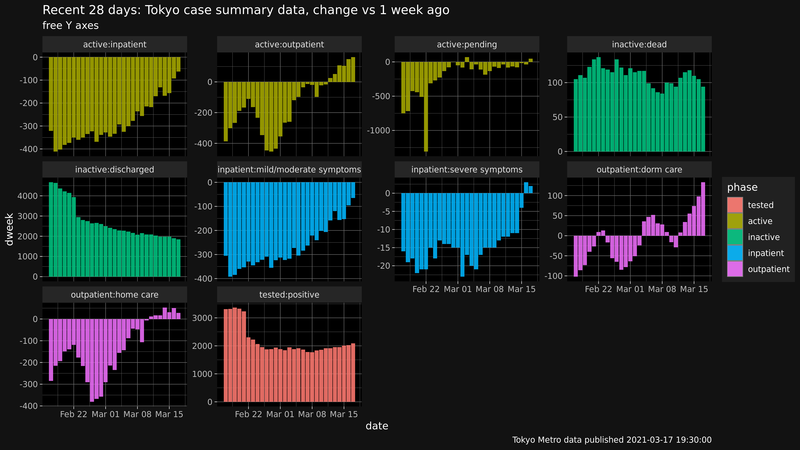 Recent 28 days: Tokyo case summary data, change vs 1 week ago
free Y axes
active:inpatient
active:outpatient
active:pending
inactive:dead
0
-100
-200
-300
-400
0
-200
-400
0
-500
-1000
100
50
0
inactive:discharged
inpatient:mild/moderate symptoms
inpatient:severe symptoms
outpatient:dorm care
4000
3000
2000
1000
0
0
-100
-200
-300
-400
0
-5
-10
-15
-20
100
50
0
-50
-100
Feb 22 Mar 01 Mar 08 Mar 15
Feb 22 Mar 01 Mar 08 Mar 15
outpatient:home care
tested:positive
0
-100
-200
-300
-400
3000
2000
1000
0
Feb 22 Mar 01 Mar 08 Mar 15
Feb 22 Mar 01 Mar 08 Mar 15
dweek
date
phase
tested
active
inactive
inpatient
outpatient
Tokyo Metro data published 2021-03-17 19:30:00